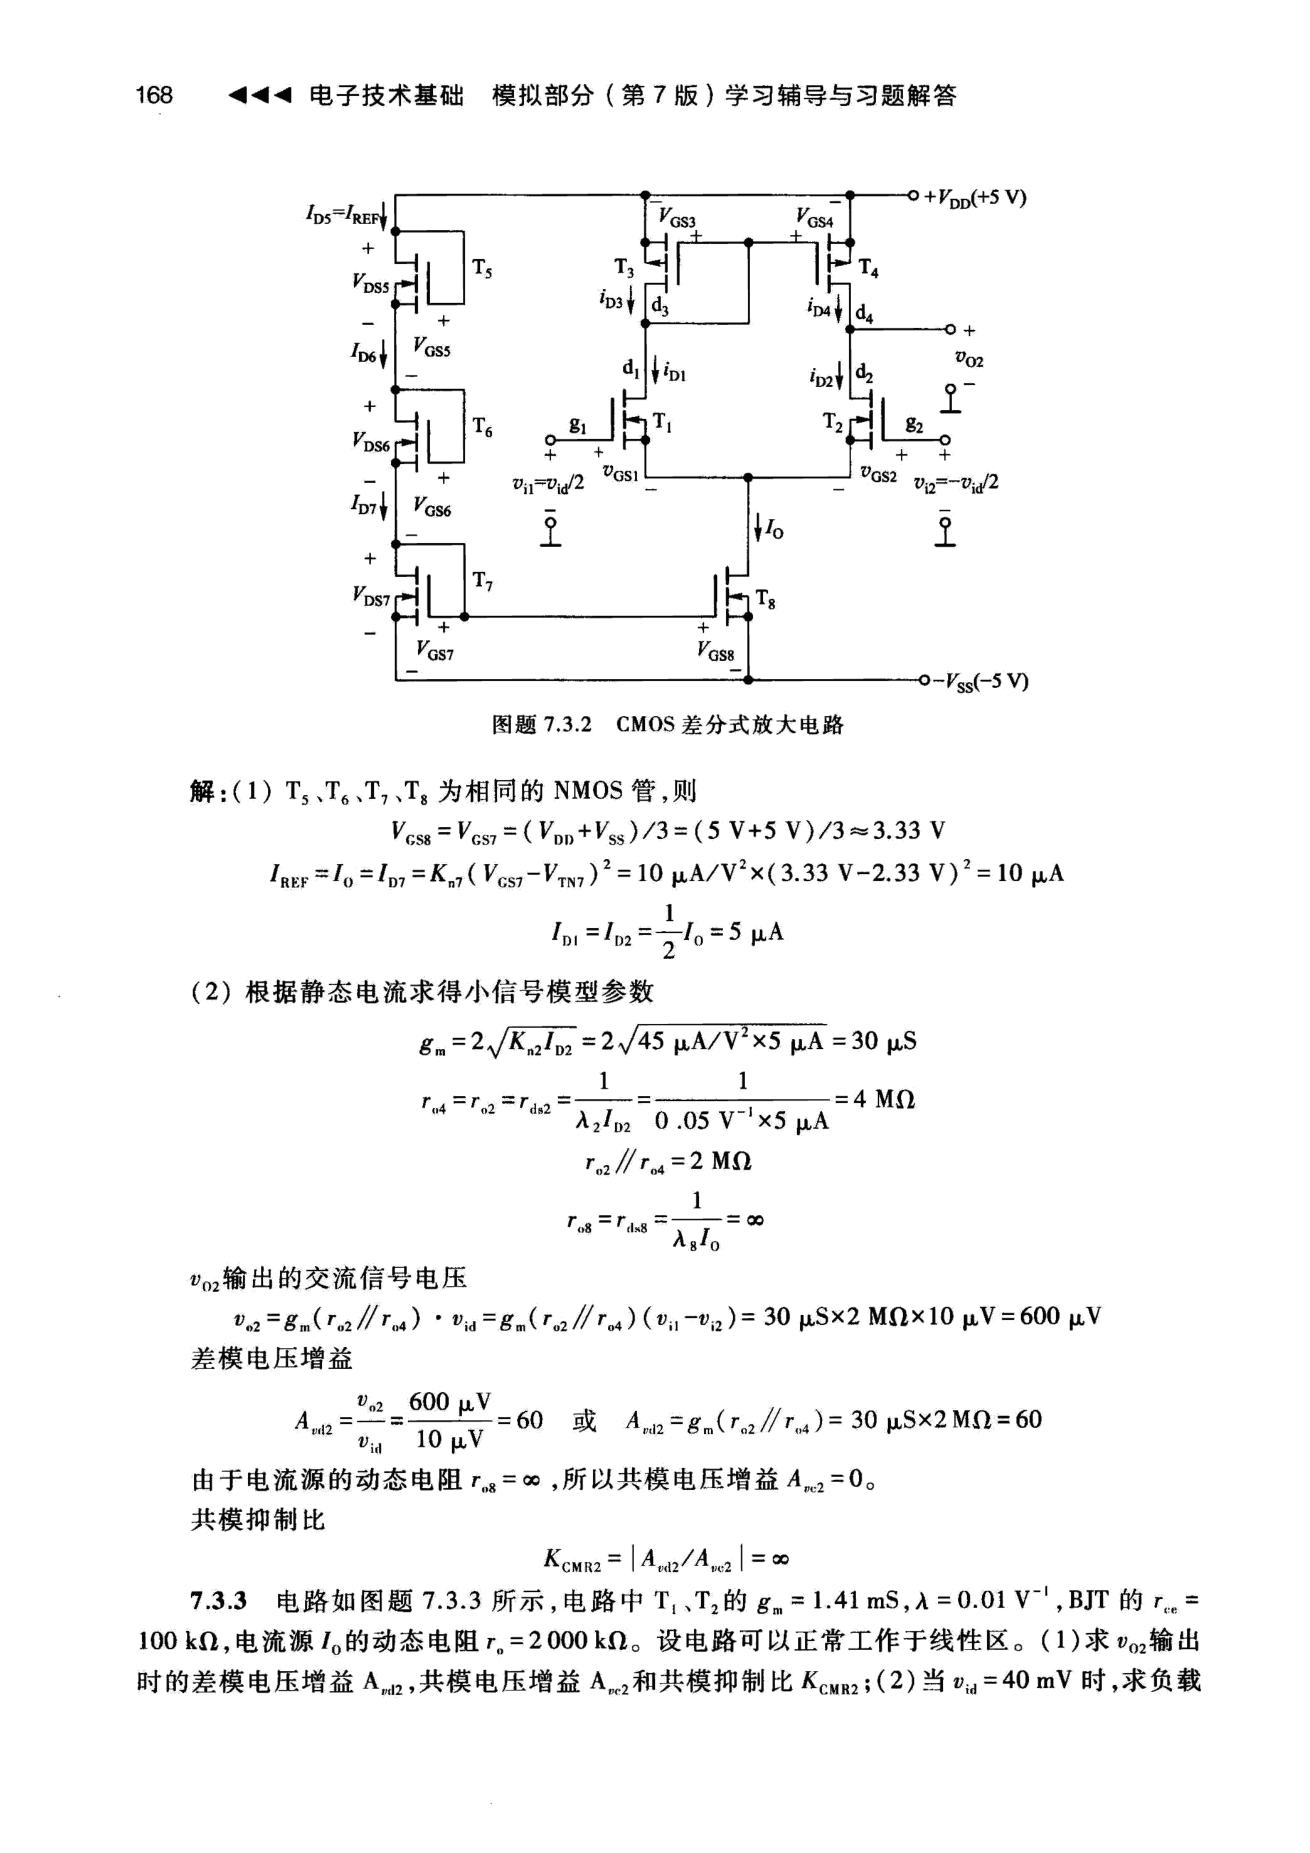 168 ◀◀◀ 电子技术基础 模拟部分(第7版)学习辅导与习题解答
+V_DD(+5 V)
I_D5=I_REF
V_GS3
V_GS4
+
T_5
T_3
T_4
V_DS5
i_D3
d_3
i_D4
d_4
−
+
+
I_D6
V_GS5
d_1
i_D1
i_D2
d_2
v_O2
−
+
T_6
g_1
T_1
T_2
g_2
V_DS6
v_GS1
v_GS2
v_i1=v_id/2
v_i2=−v_id/2
I_D7
V_GS6
I_O
+
T_7
V_DS7
T_8
−
V_GS7
V_GS8
−V_SS(−5 V)
图题 7.3.2 CMOS 差分式放大电路
解:(1) T_5、T_6、T_7、T_8 为相同的 NMOS 管,则
V_GS8 = V_GS7 = (V_DD+V_SS)/3 = (5 V+5 V)/3≈3.33 V
I_REF = I_O = I_D7 = K_n7(V_GS7−V_TN7)² = 10 μA/V²×(3.33 V−2.33 V)² = 10 μA
I_D1 = I_D2 = 1/2 I_O = 5 μA
(2) 根据静态电流求得小信号模型参数
g_m = 2√(K_n2 I_D2) = 2√(45 μA/V²×5 μA) = 30 μS
r_o4 = r_o2 = r_ds2 = 1/(λ_2 I_D2) = 1/(0.05 V⁻¹×5 μA) = 4 MΩ
r_o2∥r_o4 = 2 MΩ
r_o8 = r_ds8 = 1/(λ_8 I_O) = ∞
v_O2输出的交流信号电压
v_o2 = g_m(r_o2∥r_o4)·v_id = g_m(r_o2∥r_o4)(v_i1−v_i2) = 30 μS×2 MΩ×10 μV = 600 μV
差模电压增益
A_vd2 = v_o2/v_id = 600 μV/10 μV = 60 或 A_vd2 = g_m(r_o2∥r_o4) = 30 μS×2 MΩ = 60
由于电流源的动态电阻 r_o8 = ∞,所以共模电压增益 A_vc2 = 0。
共模抑制比
K_CMR2 = |A_vd2/A_vc2| = ∞
7.3.3 电路如图题 7.3.3 所示,电路中 T_1、T_2的 g_m = 1.41 mS,λ = 0.01 V⁻¹,BJT 的 r_ce =
100 kΩ,电流源 I_O的动态电阻 r_o = 2 000 kΩ。设电路可以正常工作于线性区。(1)求 v_O2输出
时的差模电压增益 A_vd2,共模电压增益 A_vc2和共模抑制比 K_CMR2;(2)当 v_id = 40 mV 时,求负载